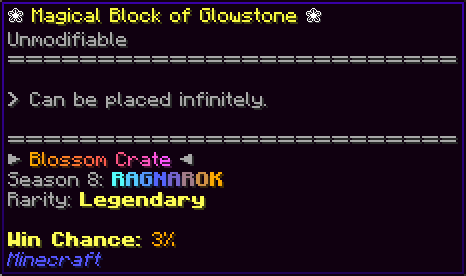 ❀ Magical Block of Glowstone ❀
Unmodifiable
==============================
> Can be placed infinitely.
==============================
► Blossom Crate ◄
Season 8: RAGNAROK
Rarity: Legendary
Win Chance: 3%
Minecraft